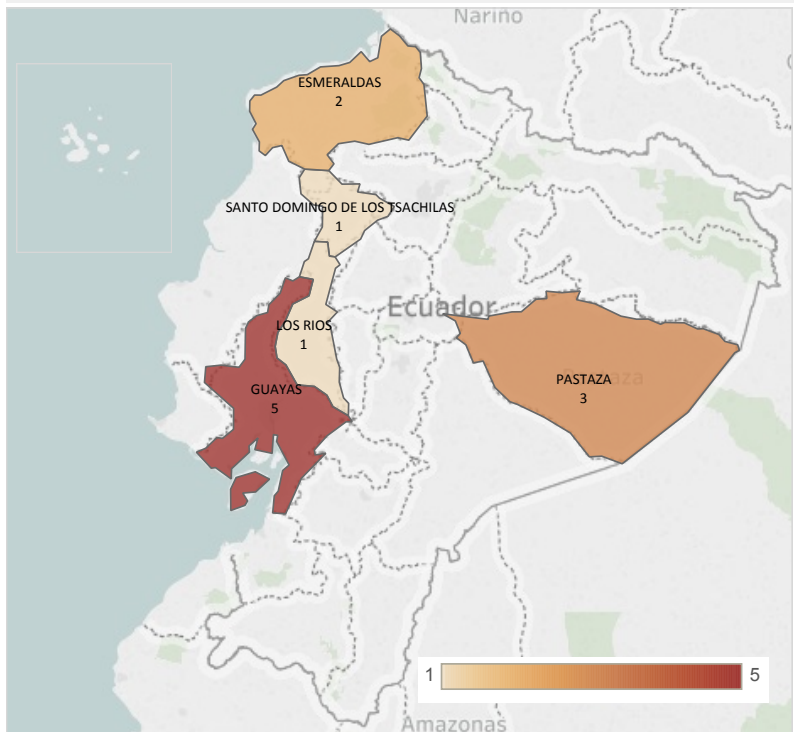 Nariño
ESMERALDAS
2
SANTO DOMINGO DE LOS TSACHILAS
1
Ecuador
LOS RIOS
1
PASTAZA
3
GUAYAS
5
1
5
Amazonas